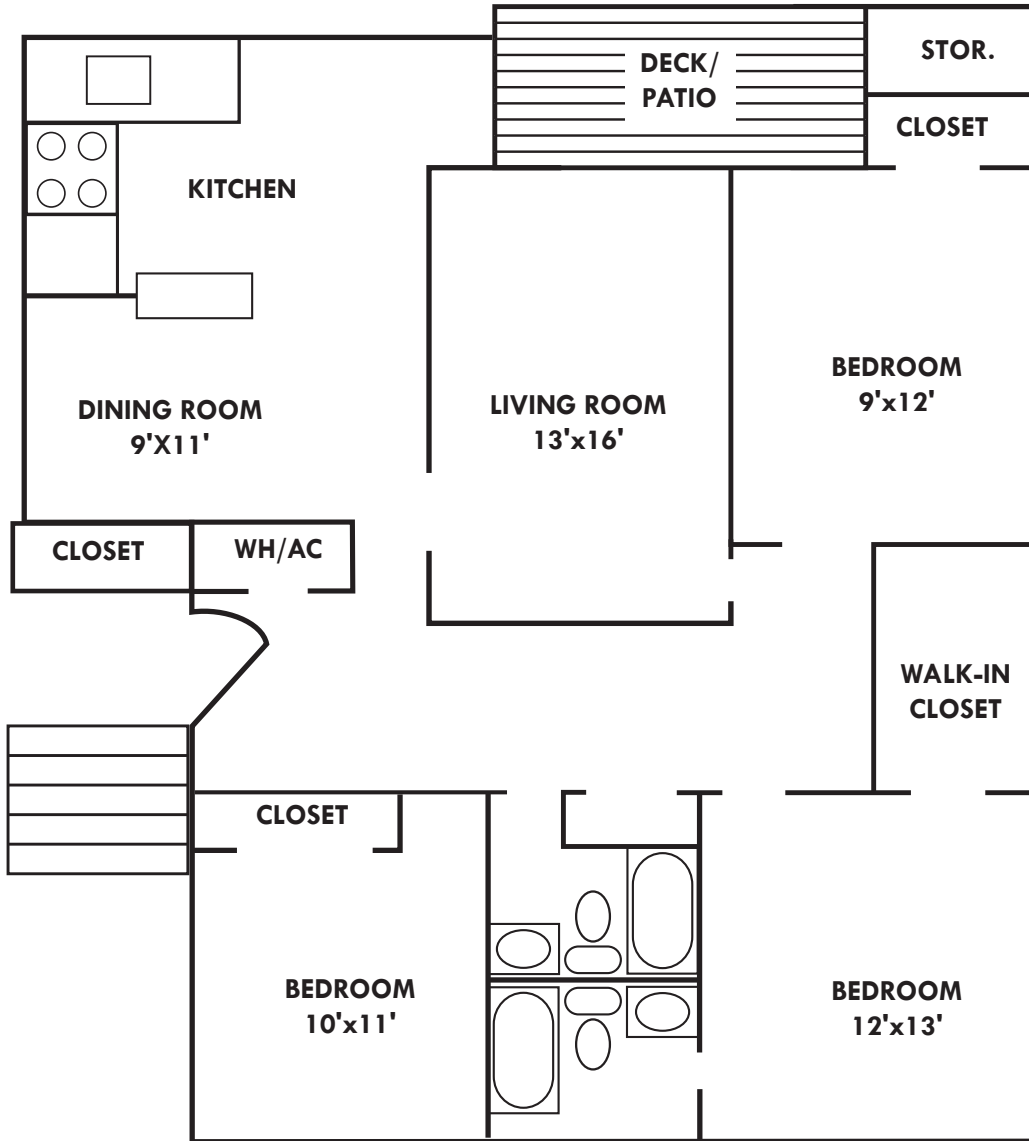 STOR.
DECK/
PATIO
CLOSET
KITCHEN
BEDROOM
9'x12'
DINING ROOM
9'X11'
LIVING ROOM
13'x16'
CLOSET
WH/AC
WALK-IN
CLOSET
CLOSET
BEDROOM
10'x11'
BEDROOM
12'x13'